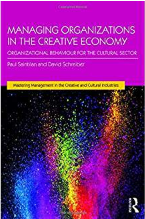 MANAGING ORGANIZATIONS
IN THE CREATIVE ECONOMY
ORGANIZATIONAL BEHAVIOUR FOR THE CULTURAL SECTOR
Paul Saintilan and David Schreiber
Mastering Management in the Creative and Cultural Industries
R